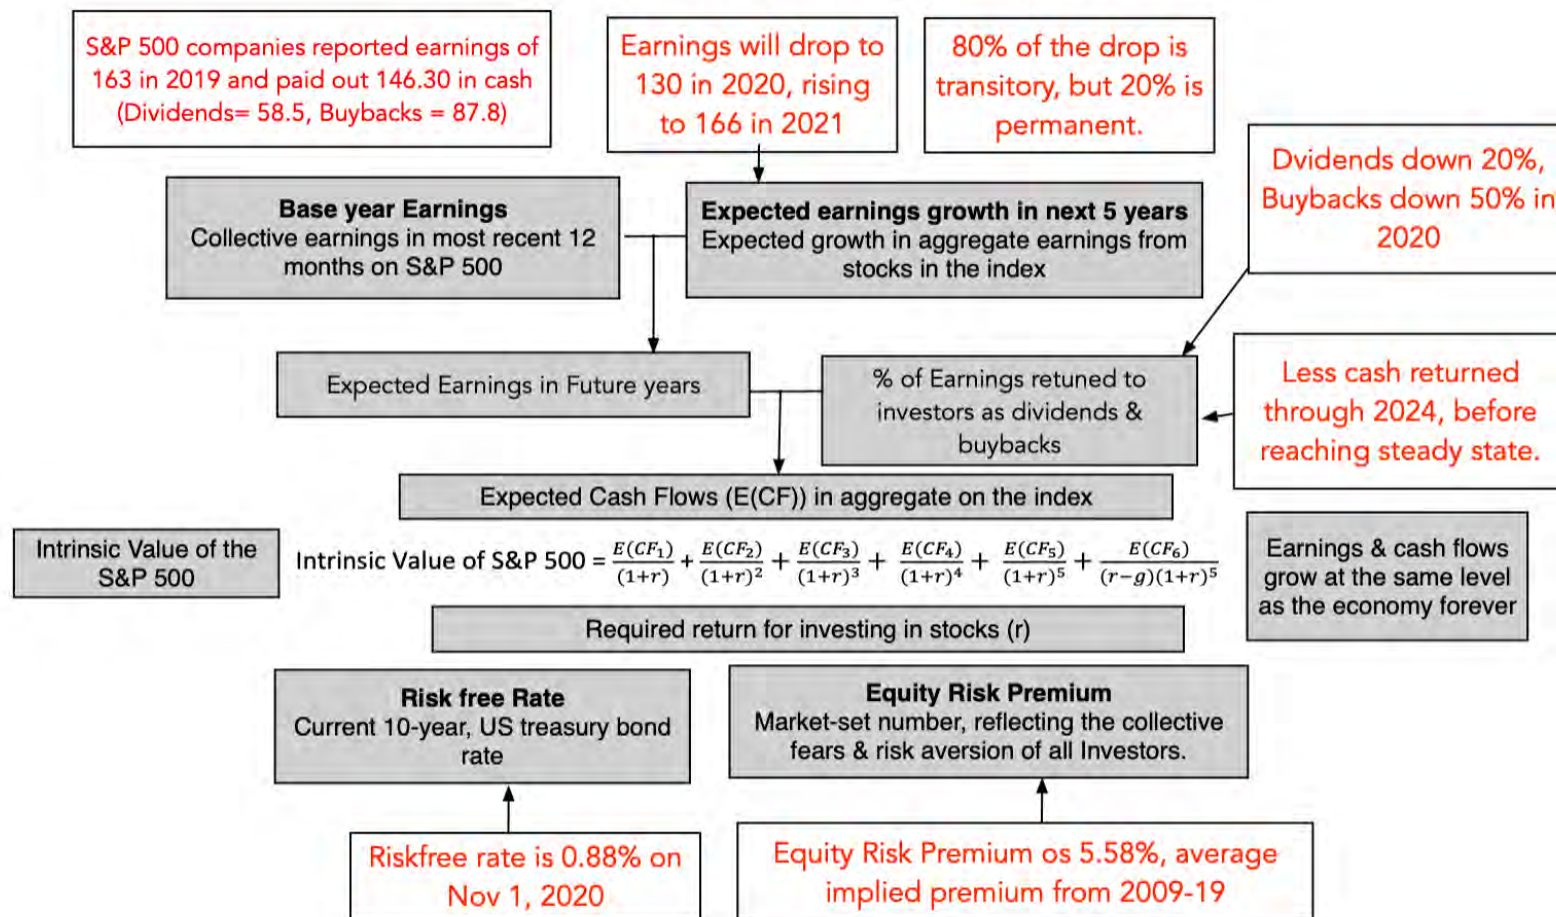 S&P 500 companies reported earnings of
163 in 2019 and paid out 146.30 in cash
(Dividends= 58.5, Buybacks = 87.8)
Earnings will drop to
130 in 2020, rising
to 166 in 2021
80% of the drop is
transitory, but 20% is
permanent.
Dvidends down 20%,
Buybacks down 50% in
2020
Base year Earnings
Collective earnings in most recent 12
months on S&P 500
Expected earnings growth in next 5 years
Expected growth in aggregate earnings from
stocks in the index
Expected Earnings in Future years
% of Earnings retuned to
investors as dividends &
buybacks
Less cash returned
through 2024, before
reaching steady state.
Expected Cash Flows (E(CF)) in aggregate on the index
Intrinsic Value of the
S&P 500
Intrinsic Value of S&P 500 = E(CF₁)/(1+r) + E(CF₂)/(1+r)² + E(CF₃)/(1+r)³ + E(CF₄)/(1+r)⁴ + E(CF₅)/(1+r)⁵ + E(CF₆)/(r−g)(1+r)⁵
Earnings & cash flows
grow at the same level
as the economy forever
Required return for investing in stocks (r)
Risk free Rate
Current 10-year, US treasury bond
rate
Equity Risk Premium
Market-set number, reflecting the collective
fears & risk aversion of all Investors.
Riskfree rate is 0.88% on
Nov 1, 2020
Equity Risk Premium os 5.58%, average
implied premium from 2009-19